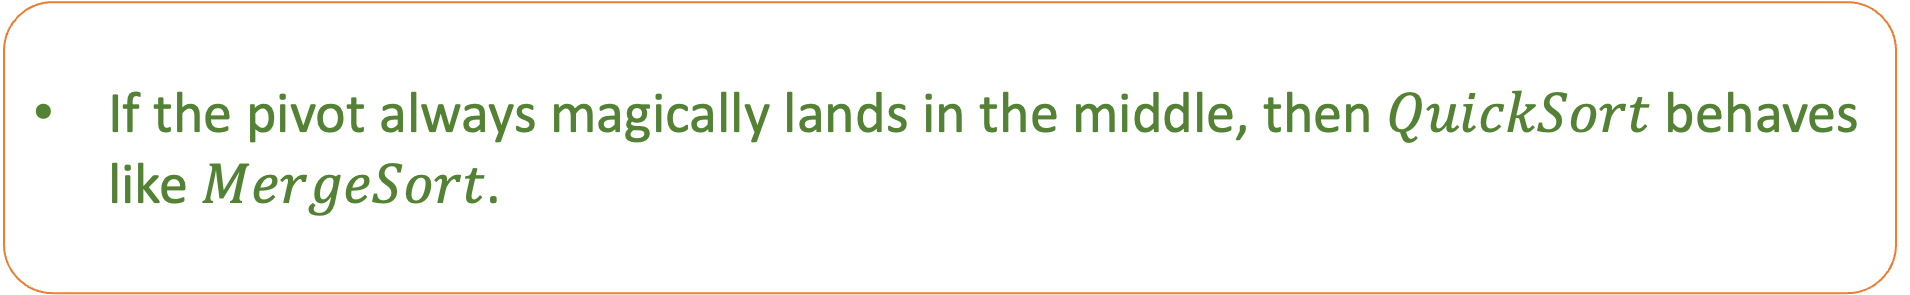 • If the pivot always magically lands in the middle, then QuickSort behaves
like MergeSort.